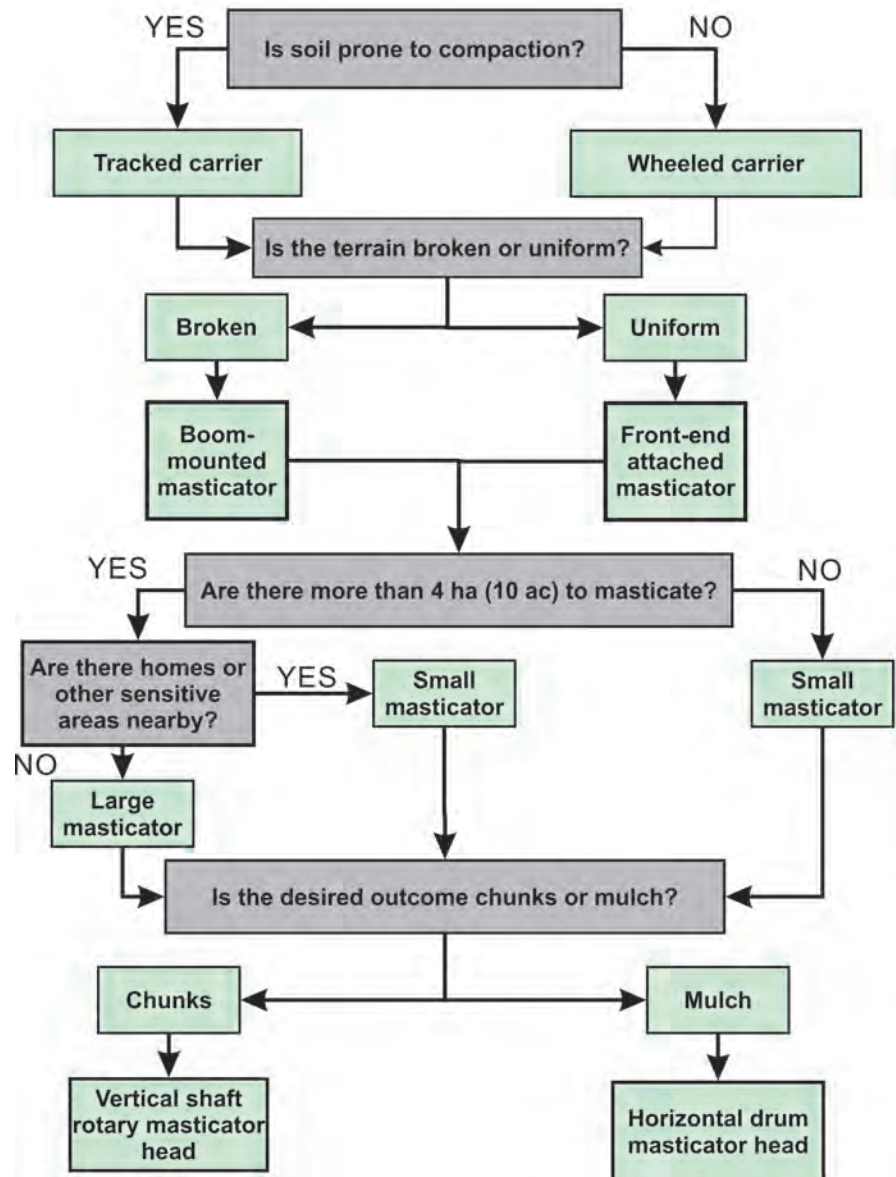 YES
NO
Is soil prone to compaction?
Tracked carrier
Wheeled carrier
Is the terrain broken or uniform?
Broken
Uniform
Boom-
mounted
masticator
Front-end
attached
masticator
YES
NO
Are there more than 4 ha (10 ac) to masticate?
Are there homes or
other sensitive
areas nearby?
YES
Small
masticator
Small
masticator
NO
Large
masticator
Is the desired outcome chunks or mulch?
Chunks
Mulch
Vertical shaft
rotary masticator
head
Horizontal drum
masticator head